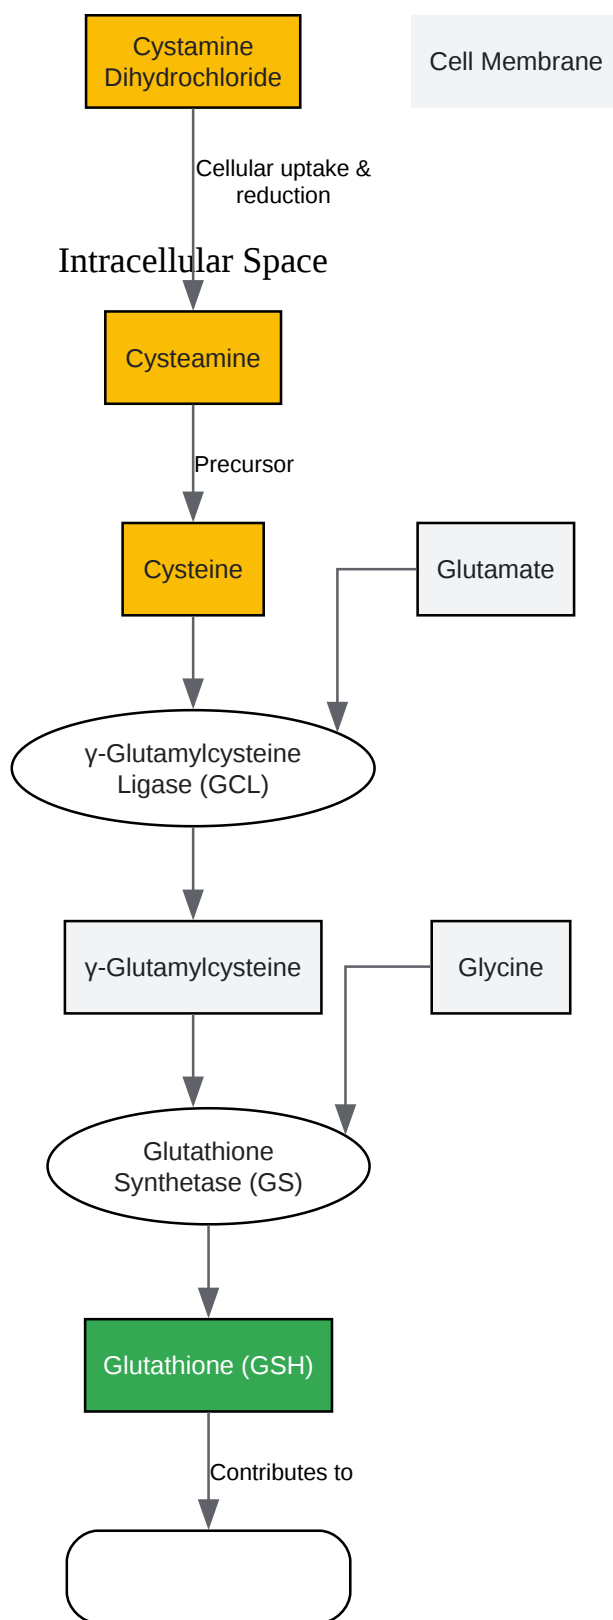 Cystamine
Dihydrochloride
Cell Membrane
Cellular uptake &
reduction
Intracellular Space
Cysteamine
Precursor
Cysteine
Glutamate
γ-Glutamylcysteine
Ligase (GCL)
γ-Glutamylcysteine
Glycine
Glutathione
Synthetase (GS)
Glutathione (GSH)
Contributes to